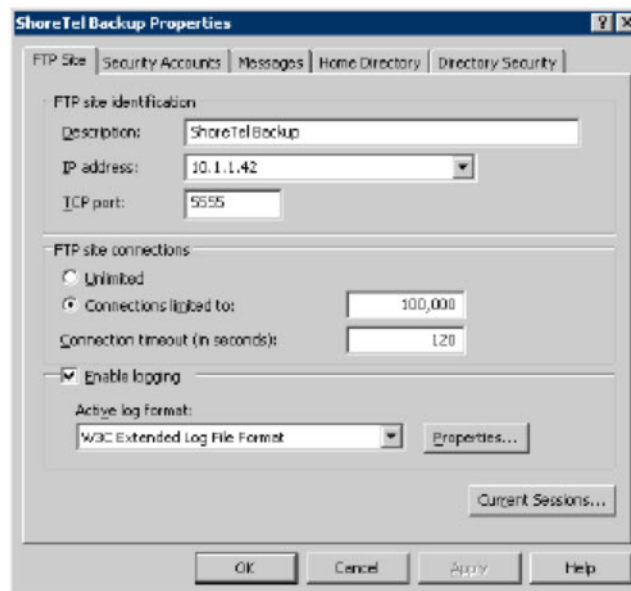 ShoreTel Backup Properties
FTP Site Security Accounts Messages Home Directory Directory Security
FTP site identification
Description: ShoreTel Backup
IP address: 10.1.1.42
TCP port: 5555
FTP site connections
Unlimited
Connections limited to: 100,000
Connection timeout (in seconds): 120
Enable logging
Active log format:
W3C Extended Log File Format Properties...
Current Sessions...
OK Cancel Apply Help